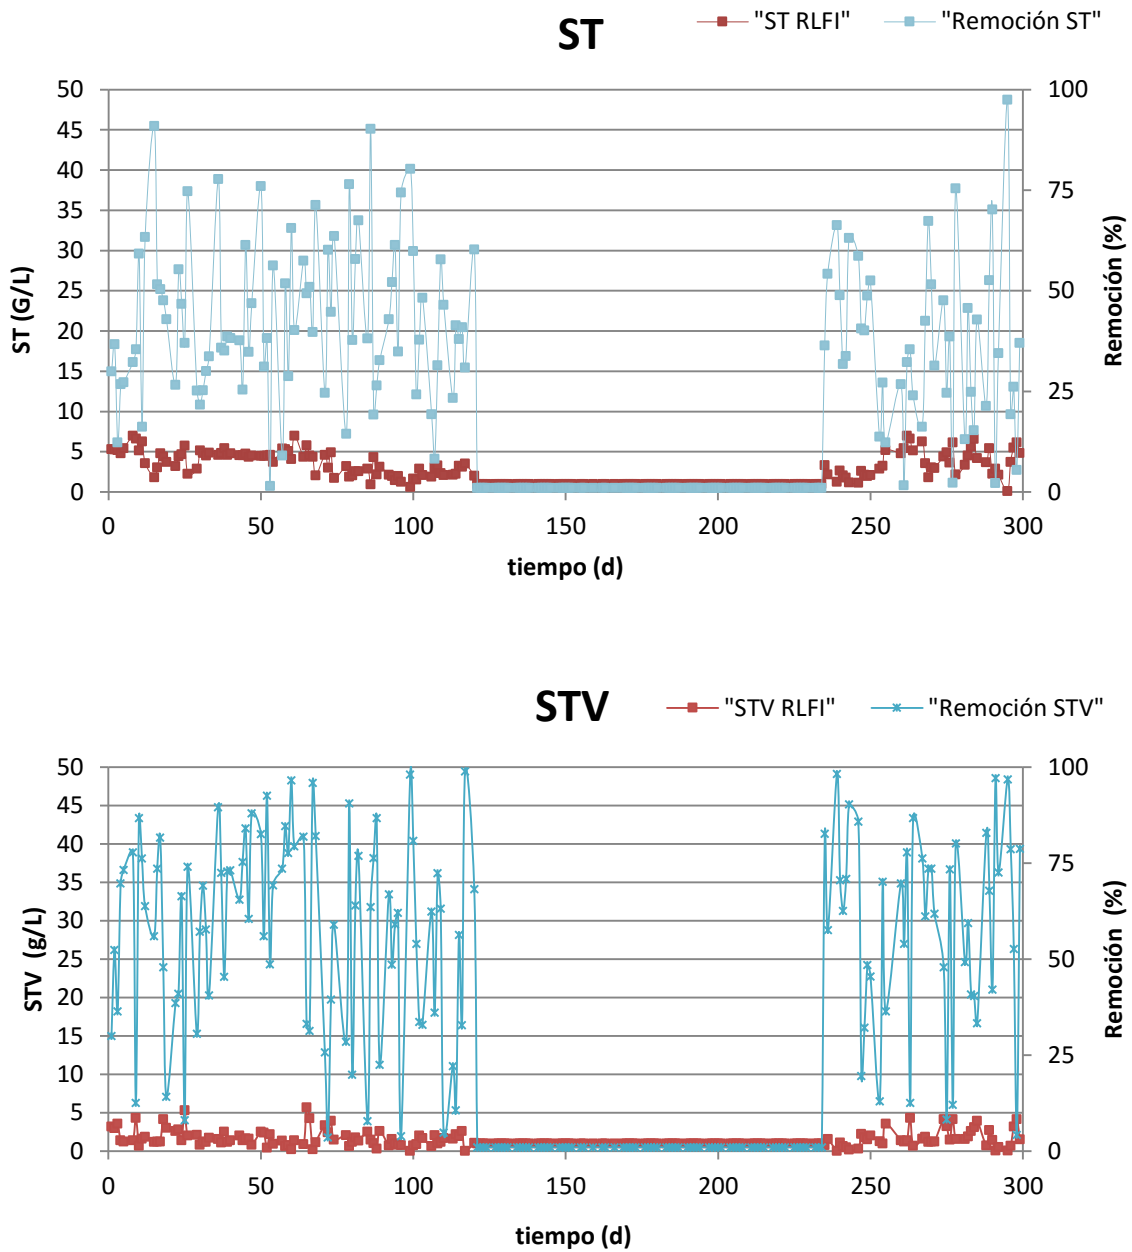 ST
"ST RLFI" "Remoción ST"
50 100
45
40
35 75
30
25 50
20
15
10 25
5
0 0
0 50 100 150 200 250 300
ST (G/L)
Remoción (%)
tiempo (d)
STV
"STV RLFI" "Remoción STV"
50 100
45
40
35 75
30
25 50
20
15
10 25
5
0 0
0 50 100 150 200 250 300
STV (g/L)
Remoción (%)
tiempo (d)